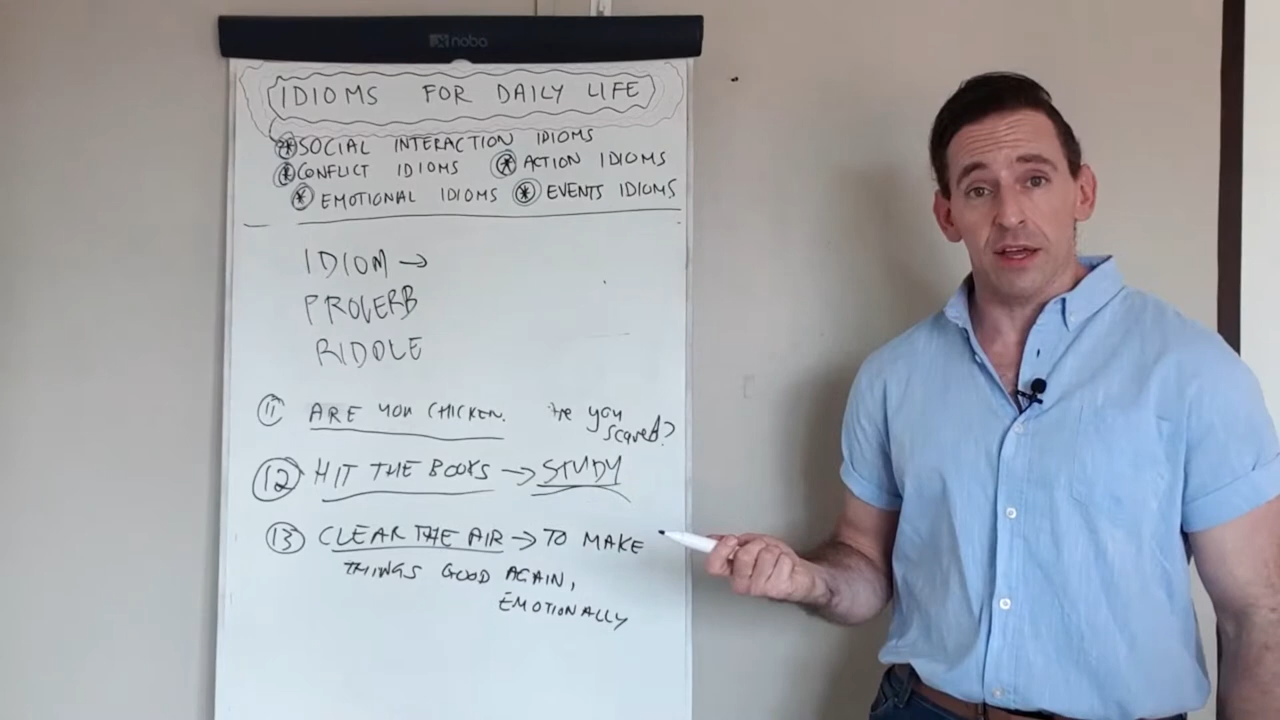 nobo
IDIOMS FOR DAILY LIFE
* SOCIAL INTERACTION IDIOMS
* CONFLICT IDIOMS * ACTION IDIOMS
* EMOTIONAL IDIOMS * EVENTS IDIOMS
IDIOM →
PROVERB
RIDDLE
11 ARE YOU CHICKEN. Are you
scared?
12 HIT THE BOOKS → STUDY
13 CLEAR THE AIR → TO MAKE
THINGS GOOD AGAIN,
EMOTIONALLY